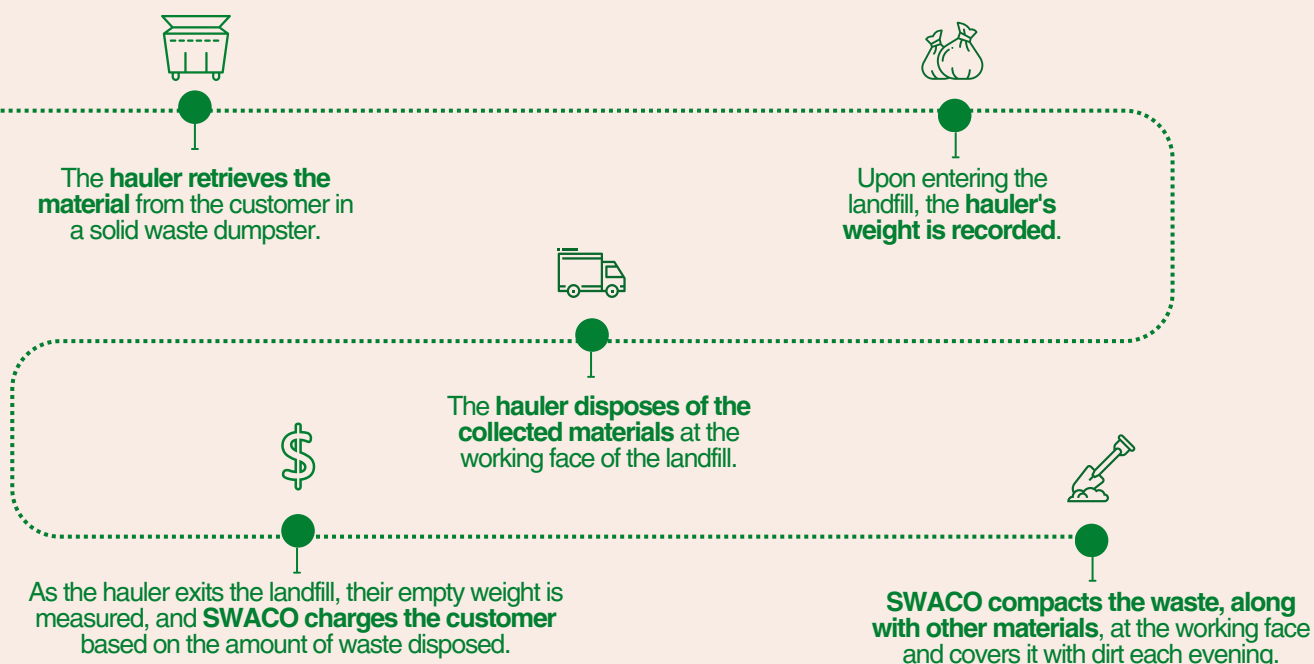 The hauler retrieves the
material from the customer in
a solid waste dumpster.
Upon entering the
landfill, the hauler's
weight is recorded.
The hauler disposes of the
collected materials at the
working face of the landfill.
As the hauler exits the landfill, their empty weight is
measured, and SWACO charges the customer
based on the amount of waste disposed.
SWACO compacts the waste, along
with other materials, at the working face
and covers it with dirt each evening.